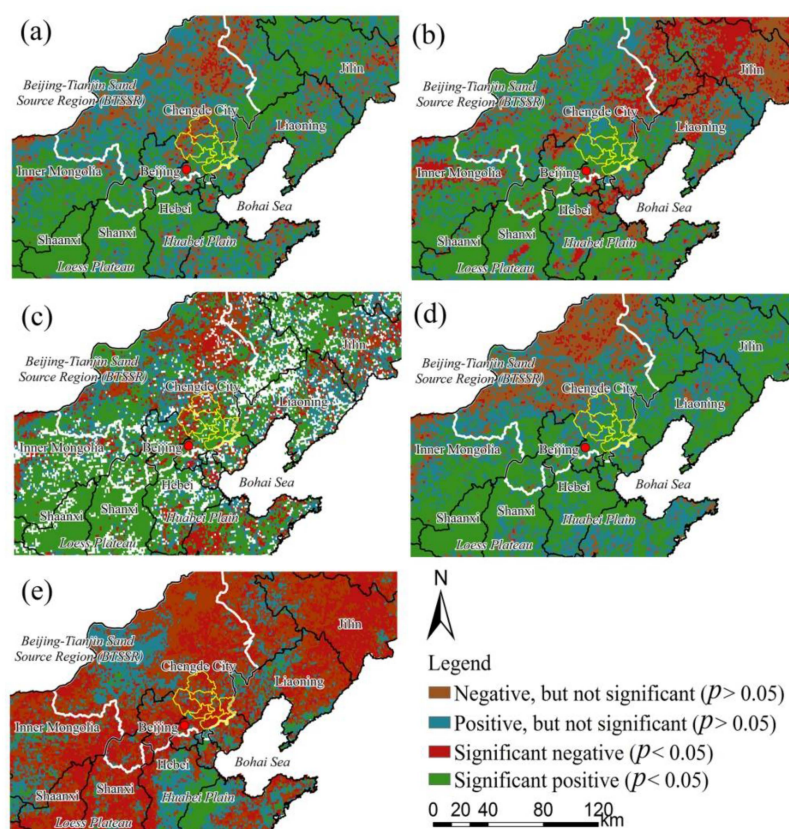 (a)
Jilin
Beijing-Tianjin Sand
Source Region (BTSSR)
Chengde City
Liaoning
Inner Mongolia
Beijing
Hebei
Bohai Sea
Shaanxi
Shanxi
Huabei Plain
Loess Plateau
(b)
Jilin
Beijing-Tianjin Sand
Source Region (BTSSR)
Chengde City
Liaoning
Inner Mongolia
Beijing
Hebei
Bohai Sea
Shaanxi
Shanxi
Huabei Plain
Loess Plateau
(c)
Jilin
Beijing-Tianjin Sand
Source Region (BTSSR)
Chengde City
Liaoning
Inner Mongolia
Beijing
Hebei
Bohai Sea
Shaanxi
Shanxi
Huabei Plain
Loess Plateau
(d)
Jilin
Beijing-Tianjin Sand
Source Region (BTSSR)
Chengde City
Liaoning
Inner Mongolia
Beijing
Hebei
Bohai Sea
Shaanxi
Shanxi
Huabei Plain
Loess Plateau
(e)
Jilin
Beijing-Tianjin Sand
Source Region (BTSSR)
Chengde City
Liaoning
Inner Mongolia
Beijing
Hebei
Bohai Sea
Shaanxi
Shanxi
Huabei Plain
Loess Plateau
N
Legend
Negative, but not significant (p > 0.05)
Positive, but not significant (p > 0.05)
Significant negative (p < 0.05)
Significant positive (p < 0.05)
0 20 40 80 120
km